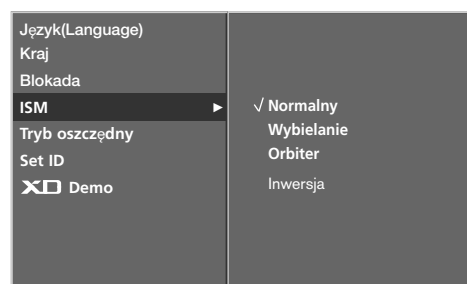 Język(Language)
Kraj
Blokada
ISM ►
Tryb oszczędny
Set ID
XD Demo
√ Normalny
Wybielanie
Orbiter
Inwersja